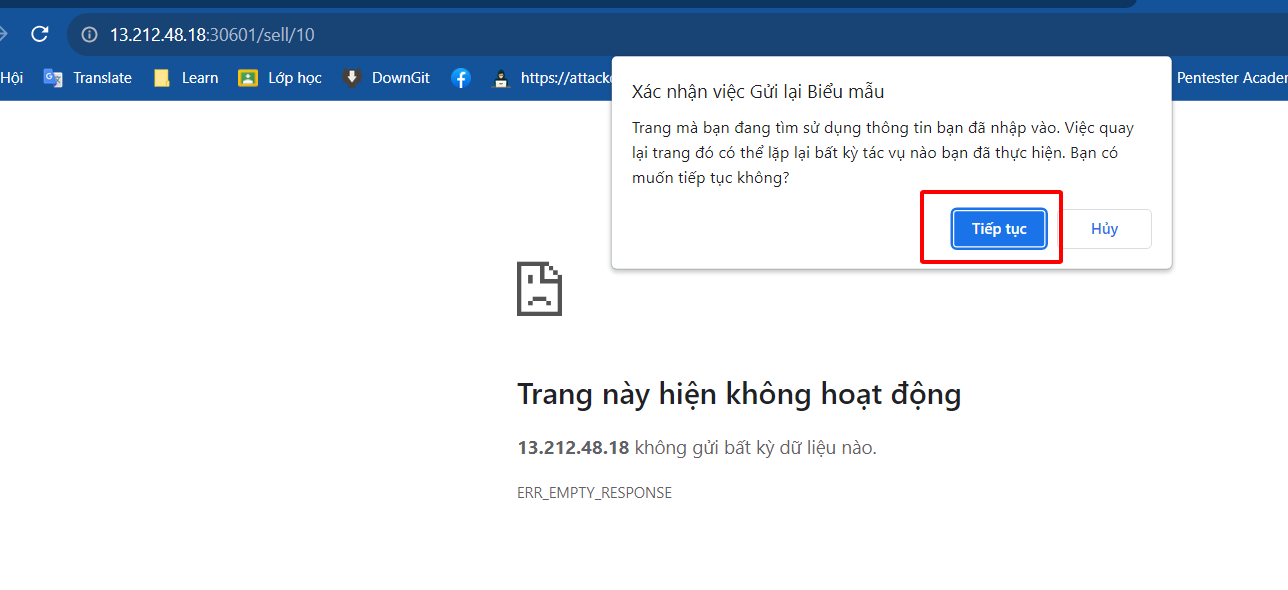 13.212.48.18:30601/sell/10
Hội Translate Learn Lớp học DownGit https://attack Pentester Acader
Xác nhận việc Gửi lại Biểu mẫu
Trang mà bạn đang tìm sử dụng thông tin bạn đã nhập vào. Việc quay
lại trang đó có thể lặp lại bất kỳ tác vụ nào bạn đã thực hiện. Bạn có
muốn tiếp tục không?
Tiếp tục Hủy
Trang này hiện không hoạt động
13.212.48.18 không gửi bất kỳ dữ liệu nào.
ERR_EMPTY_RESPONSE